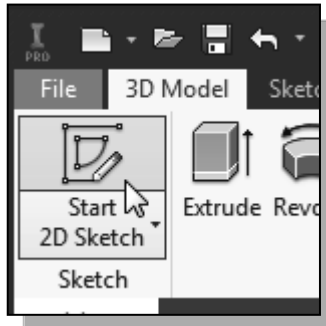 I
PRO
File 3D Model Sketc
Start
2D Sketch
Extrude Revo
Sketch